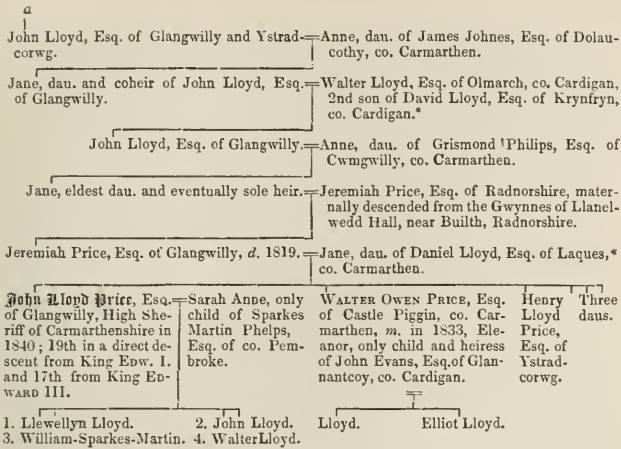 a
John Lloyd, Esq. of Glangwilly and Ystrad-
corwg.
Anne, dau. of James Johnes, Esq. of Dolau-
cothy, co. Carmarthen.
Jane, dau. and coheir of John Lloyd, Esq.
of Glangwilly.
Walter Lloyd, Esq. of Olmarch, co. Cardigan,
2nd son of David Lloyd, Esq. of Krynfryn,
co. Cardigan.*
John Lloyd, Esq. of Glangwilly.
Anne, dau. of Grismond Philips, Esq. of
Cwmgwilly, co. Carmarthen.
Jane, eldest dau. and eventually sole heir.
Jeremiah Price, Esq. of Radnorshire, mater-
nally descended from the Gwynnes of Llanel-
wedd Hall, near Builth, Radnorshire.
Jeremiah Price, Esq. of Glangwilly, d. 1819.
Jane, dau. of Daniel Lloyd, Esq. of Laques,*
co. Carmarthen.
John Lloyd Price, Esq.
of Glangwilly, High She-
riff of Carmarthenshire in
1840; 19th in a direct de-
scent from King Edw. I.
and 17th from King Ed-
ward III.
Sarah Anne, only
child of Sparkes
Martin Phelps,
Esq. of co. Pem-
broke.
Walter Owen Price, Esq.
of Castle Piggin, co. Car-
marthen, m. in 1833, Ele-
anor, only child and heiress
of John Evans, Esq. of Glan-
nantcoy, co. Cardigan.
Henry
Lloyd
Price,
Esq. of
Ystrad-
corwg.
Three
daus.
1. Llewellyn Lloyd. 2. John Lloyd.
3. William-Sparkes-Martin. 4. Walter Lloyd.
Lloyd. Elliot Lloyd.